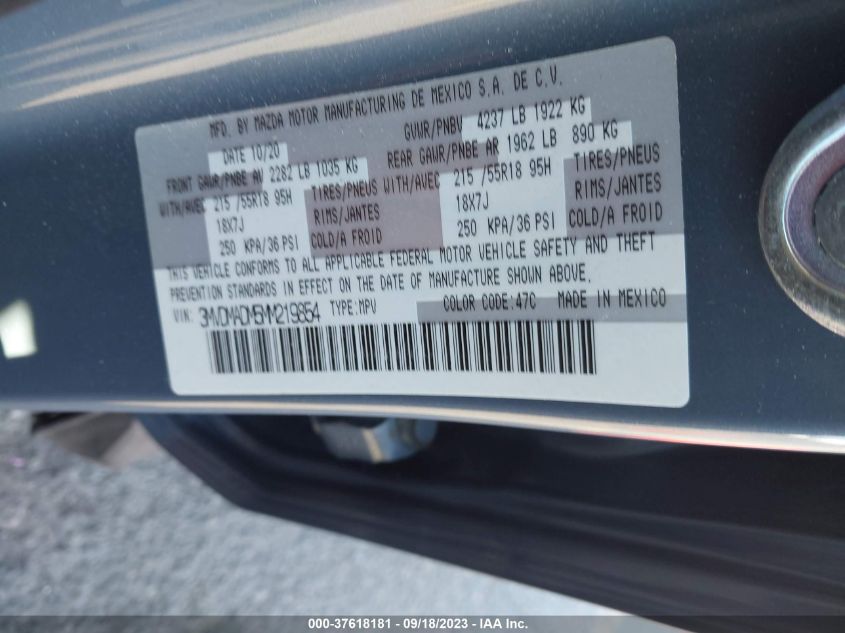 MFD. BY MAZDA MOTOR MANUFACTURING DE MEXICO S.A. DE C.V.
DATE 10/20 GVWR/PNBV 4237 LB 1922 KG
FRONT GAWR/PNBE AV 2282 LB 1035 KG REAR GAWR/PNBE AR 1962 LB 890 KG
WITH/AVEC 215 /55R18 95H TIRES/PNEUS WITH/AVEC 215 /55R18 95H TIRES/PNEUS
18X7J RIMS/JANTES 18X7J RIMS/JANTES
250 KPA/36 PSI COLD/A FROID 250 KPA/36 PSI COLD/A FROID
THIS VEHICLE CONFORMS TO ALL APPLICABLE FEDERAL MOTOR VEHICLE SAFETY AND THEFT
PREVENTION STANDARDS IN EFFECT ON THE DATE OF MANUFACTURE SHOWN ABOVE.
VIN: 3MVDMADM5MM219854 TYPE:MPV COLOR CODE:47C MADE IN MEXICO
000-37618181 - 09/18/2023 - IAA Inc.